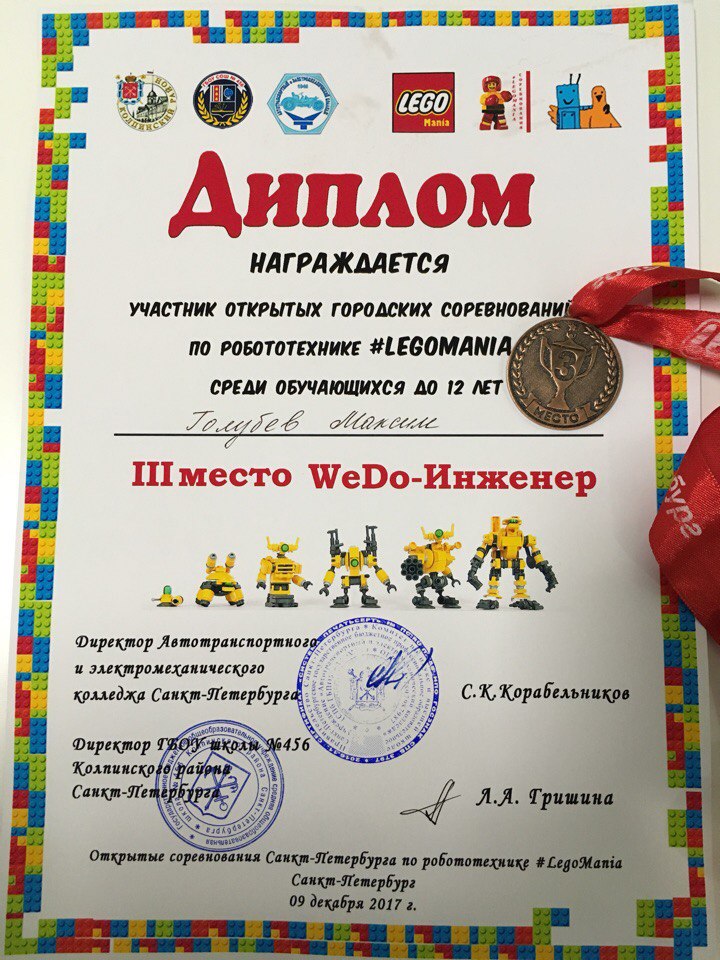 LEGO
Mania
Диплом
НАГРАЖДАЕТСЯ
УЧАСТНИК ОТКРЫТЫХ ГОРОДСКИХ СОРЕВНОВАНИЙ
ПО РОБОТОТЕХНИКЕ #LEGOMANIA
СРЕДИ ОБУЧАЮЩИХСЯ ДО 12 ЛЕТ
3
МЕСТО
Голубев Максим
III место WeDo-Инженер
Директор Автотранспортного
и электромеханического
колледжа Санкт-Петербурга
С.К.Корабельников
Директор ГБОУ школы №456
Колпинского района
Санкт-Петербурга
Л.А. Гришина
Открытые соревнования Санкт-Петербурга по робототехнике #LegoMania
Санкт-Петербург
09 декабря 2017 г.